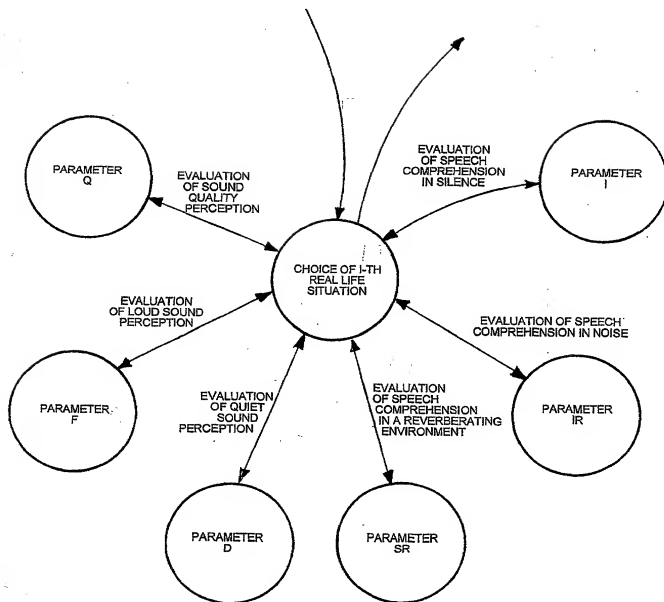 PARAMETER
Q
EVALUATION
OF SOUND
QUALITY
PERCEPTION
EVALUATION
OF SPEECH
COMPREHENSION
IN SILENCE
PARAMETER
I
CHOICE OF I-TH
REAL LIFE
SITUATION
EVALUATION
OF LOUD SOUND
PERCEPTION
EVALUATION OF SPEECH
COMPREHENSION IN NOISE
PARAMETER
F
EVALUATION
OF QUIET
SOUND
PERCEPTION
EVALUATION
OF SPEECH
COMPREHENSION
IN A REVERBERATING
ENVIRONMENT
PARAMETER
IR
PARAMETER
D
PARAMETER
SR